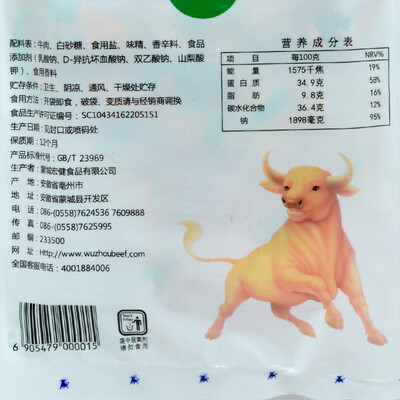 配料表：牛肉、白砂糖、食用盐、味精、香辛料、食品
添加剂（乳酸钠、D-异抗坏血酸钠、双乙酸钠、山梨酸
钾）、食用香料
贮存条件：卫生、阴凉、通风、干燥处贮存
食用方法：开袋即食，破袋、变质请与经销商调换
食品生产许可证编号：SC10434162205151
生产日期：见封口或喷码处
保质期：12个月
产品标准代号：GB/T 23969
生产者：蒙城宏健食品有限公司
产 地：安徽省亳州市
地 址：安徽省蒙城县开发区
电 话：086-(0558)7624536 7609888
传 真：086-(0558)7625995
邮 编：233500
网 址：Http://www.wuzhoubeef.com
全国客服电话：4001884006
营养成分表
项 目 每100克 NRV%
能 量 1575千焦 19%
蛋 白 质 34.9克 58%
脂 肪 9.8克 16%
碳水化合物 36.4克 12%
钠 1898毫克 95%
6 905479 000015
袋中脱氧剂
请勿食用